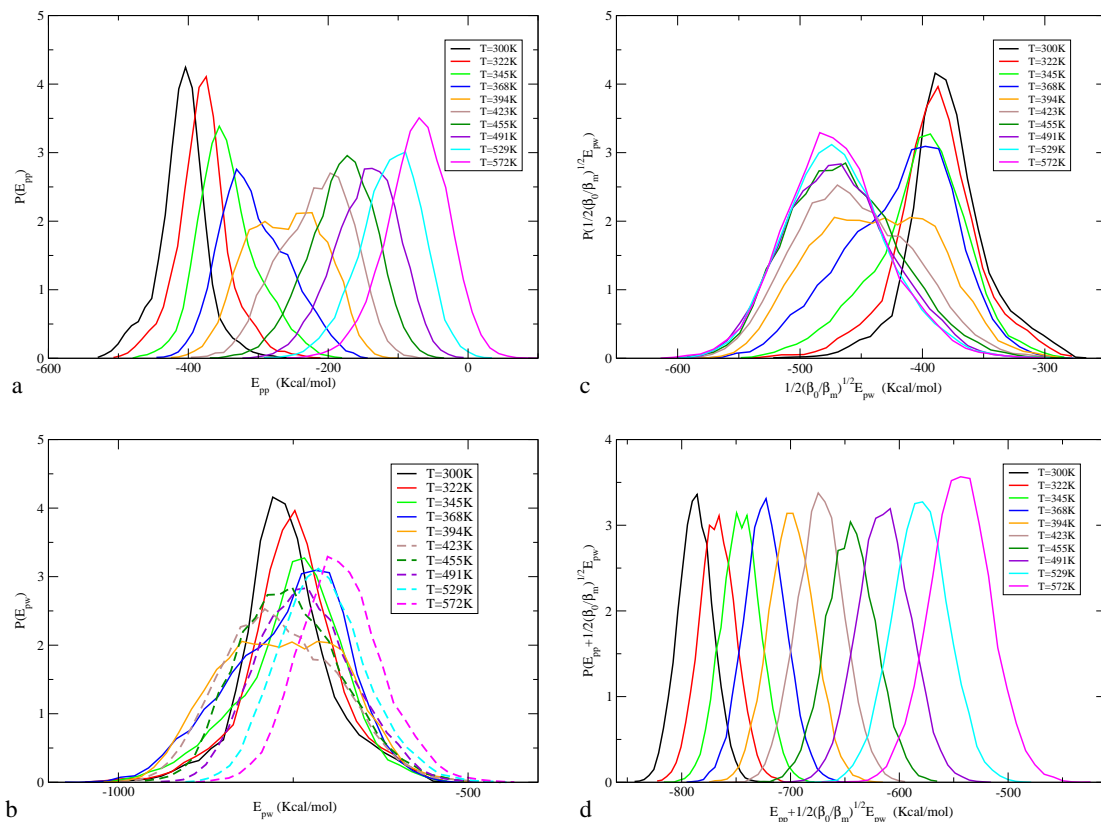 5
4
3
2
1
0
P(E_pp)
-600
-400
-200
0
T=300K
T=322K
T=345K
T=368K
T=394K
T=423K
T=455K
T=491K
T=529K
T=572K
a
E_pp (Kcal/mol)
5
4
3
2
1
0
P(1/2(β_0/β_m)^1/2 E_pw)
-600
-500
-400
-300
T=300K
T=322K
T=345K
T=368K
T=394K
T=423K
T=455K
T=491K
T=529K
T=572K
c
1/2(β_0/β_m)^1/2 E_pw (Kcal/mol)
5
4
3
2
1
0
P(E_pw)
-1000
-500
T=300K
T=322K
T=345K
T=368K
T=394K
T=423K
T=455K
T=491K
T=529K
T=572K
b
E_pw (Kcal/mol)
4
3
2
1
0
P(E_pp+1/2(β_0/β_m)^1/2 E_pw)
-800
-700
-600
-500
T=300K
T=322K
T=345K
T=368K
T=394K
T=423K
T=455K
T=491K
T=529K
T=572K
d
E_pp+1/2(β_0/β_m)^1/2 E_pw (Kcal/mol)